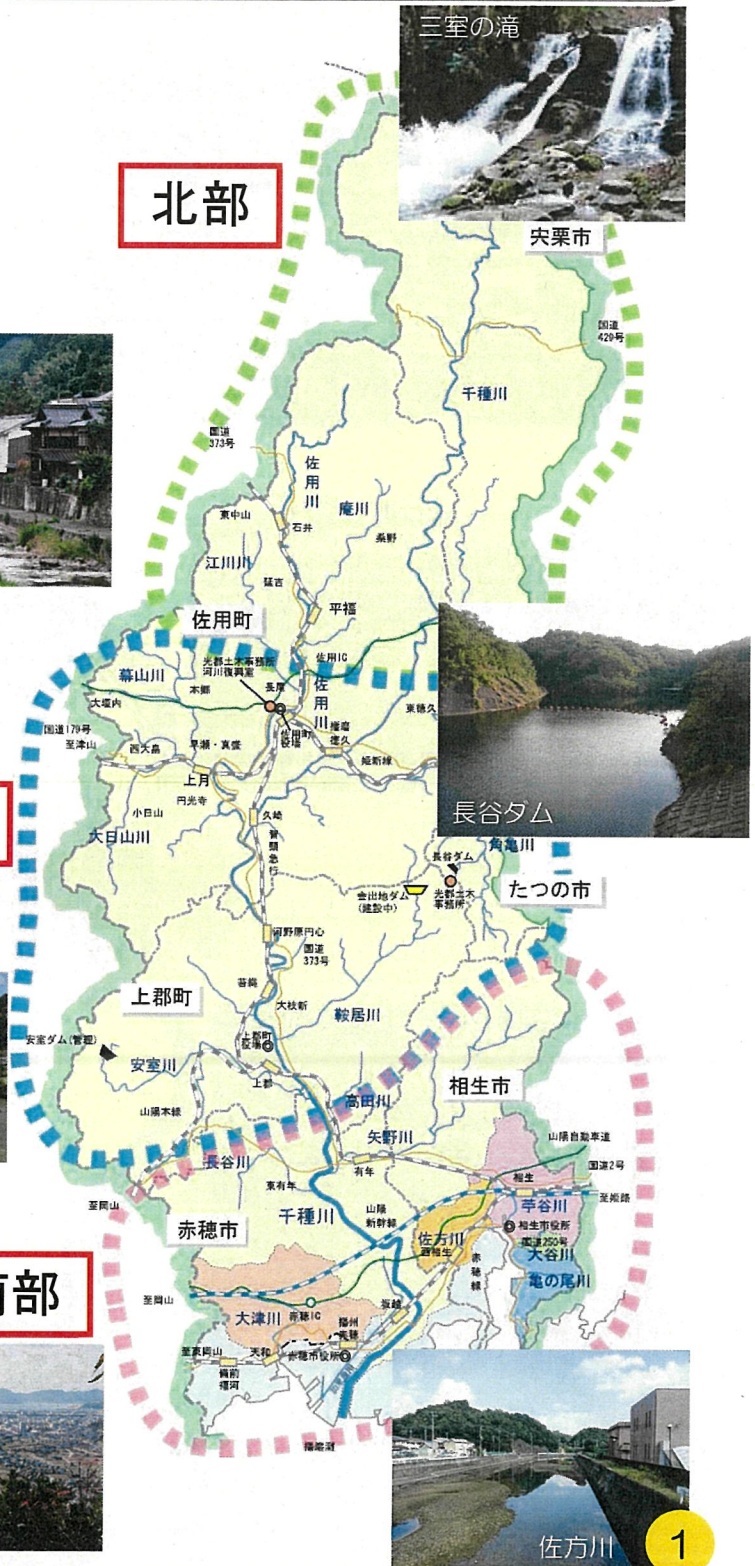 三室の滝
北部
宍粟市
国道
429号
千種川
国道
373号
佐用川
庵川
東中山
石井
桑野
江川川
延吉
平福
佐用町
光都土木事務所
河川復興室
佐用IC
幕山川
本郷
長尾
佐用川
大垣内
東徳久
国道179号
至津山
佐用町
役場
播磨
徳久
西大畠
早瀬・真盛
姫新線
上月
円光寺
長谷ダム
小日山
久崎
大日山川
智頭急行
角亀川
長谷ダム
たつの市
金出地ダム
(建設中)
光都土木
事務所
河野原円心
国道
373号
苔縄
上郡町
大枝新
鞍居川
安室ダム(管理)
上郡町
役場
安室川
上郡
相生市
高田川
山陽本線
矢野川
山陽自動車道
長谷川
有年
国道2号
東有年
相生
至岡山
千種川
山陽
新幹線
苧谷川
至姫路
赤穂市
佐方川
相生市役所
西相生
国道250号
赤穂線
大谷川
亀の尾川
至岡山
南部
大津川
赤穂IC
坂越
播州
赤穂
至東岡山
天和
赤穂市役所
備前
福河
播磨灘
佐方川
1